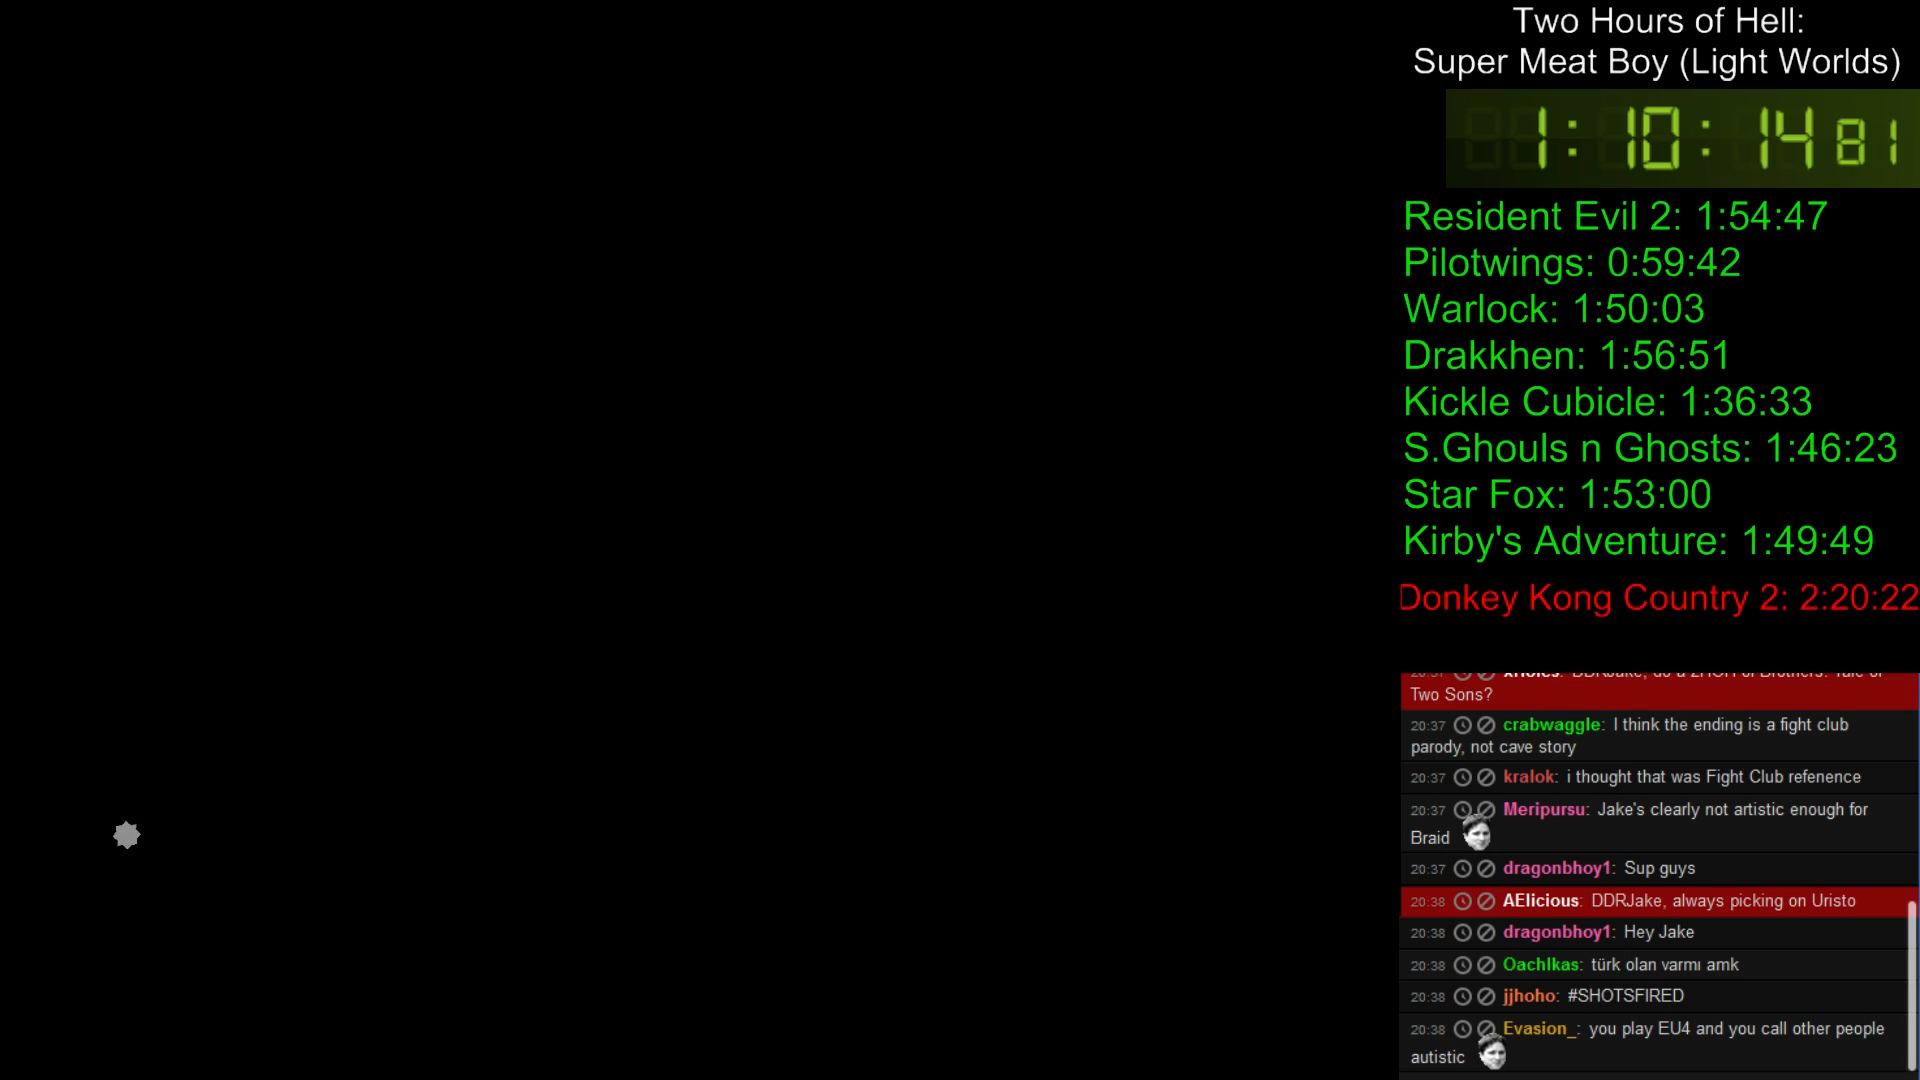 Two Hours of Hell:
Super Meat Boy (Light Worlds)
1: 10: 14 81
Resident Evil 2: 1:54:47
Pilotwings: 0:59:42
Warlock: 1:50:03
Drakkhen: 1:56:51
Kickle Cubicle: 1:36:33
S.Ghouls n Ghosts: 1:46:23
Star Fox: 1:53:00
Kirby's Adventure: 1:49:49
Donkey Kong Country 2: 2:20:22
Two Sons?
20:37 crabwaggle: I think the ending is a fight club
parody, not cave story
20:37 kralok: i thought that was Fight Club refenence
20:37 Meripursu: Jake's clearly not artistic enough for
Braid
20:37 dragonbhoy1: Sup guys
20:38 AElicious: DDRJake, always picking on Uristo
20:38 dragonbhoy1: Hey Jake
20:38 Oachlkas: türk olan varmı amk
20:38 jjhoho: #SHOTSFIRED
20:38 Evasion_: you play EU4 and you call other people
autistic